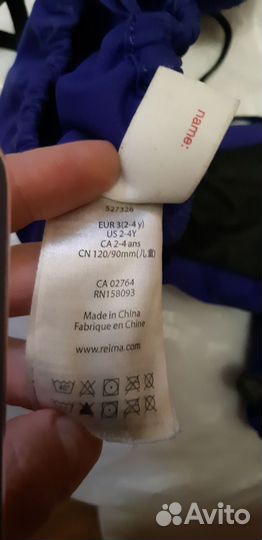 name:
527326
EUR 3(2-4 y)
US 2-4Y
CA 2-4 ans
CN 120/90mm(儿童)
CA 02764
RN158093
Made in China
Fabrique en Chine
www.reima.com
Avito